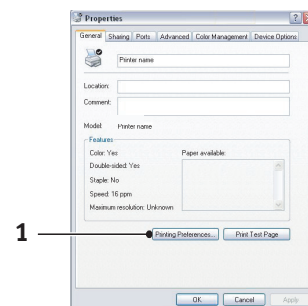 Properties
?
General Sharing Ports Advanced Color Management Device Options
Printer name
Location:
Comment:
Model: Printer name
Features
Color: Yes Paper available:
Double-sided: Yes
Staple: No
Speed: 16 ppm
Maximum resolution: Unknown
1
Printing Preferences... Print Test Page
OK Cancel Apply